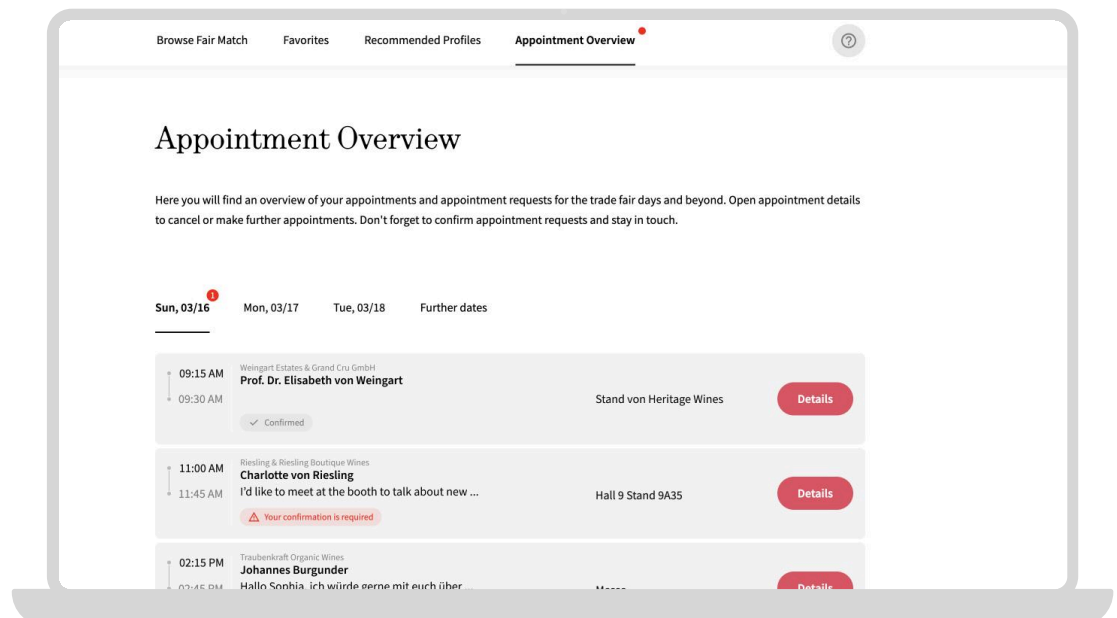 Browse Fair Match Favorites Recommended Profiles Appointment Overview
Appointment Overview
Here you will find an overview of your appointments and appointment requests for the trade fair days and beyond. Open appointment details
to cancel or make further appointments. Don't forget to confirm appointment requests and stay in touch.
1
Sun, 03/16 Mon, 03/17 Tue, 03/18 Further dates
Weingart Estates & Grand Cru GmbH
09:15 AM Prof. Dr. Elisabeth von Weingart
09:30 AM Stand von Heritage Wines Details
Confirmed
Riesling & Riesling Boutique Wines
11:00 AM Charlotte von Riesling
11:45 AM I'd like to meet at the booth to talk about new ... Hall 9 Stand 9A35 Details
Your confirmation is required
Traubenkraft Organic Wines
02:15 PM Johannes Burgunder
02:45 PM Hallo Sophia, ich würde gerne mit euch über ... Details